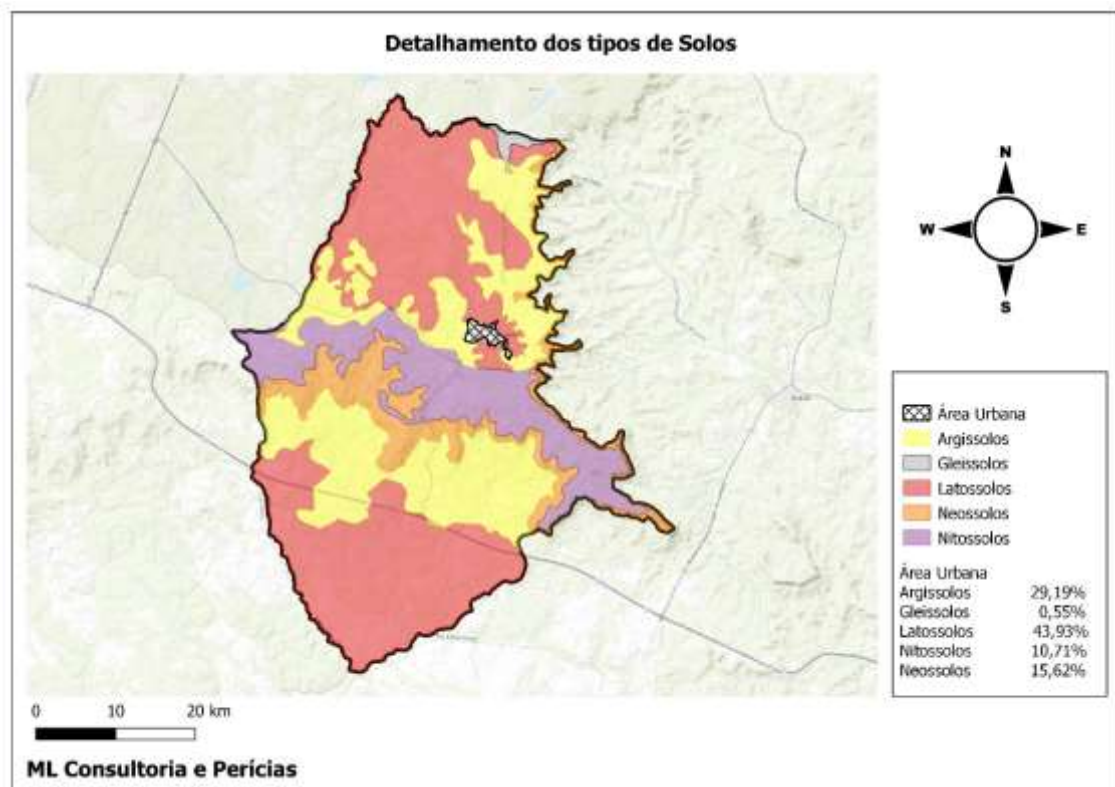 Detalhamento dos tipos de Solos
N
W
E
S
Área Urbana
Argissolos
Gleissolos
Latossolos
Neossolos
Nitossolos
Área Urbana
Argissolos 29,19%
Gleissolos 0,55%
Latossolos 43,93%
Nitossolos 10,71%
Neossolos 15,62%
0 10 20 km
ML Consultoria e Perícias